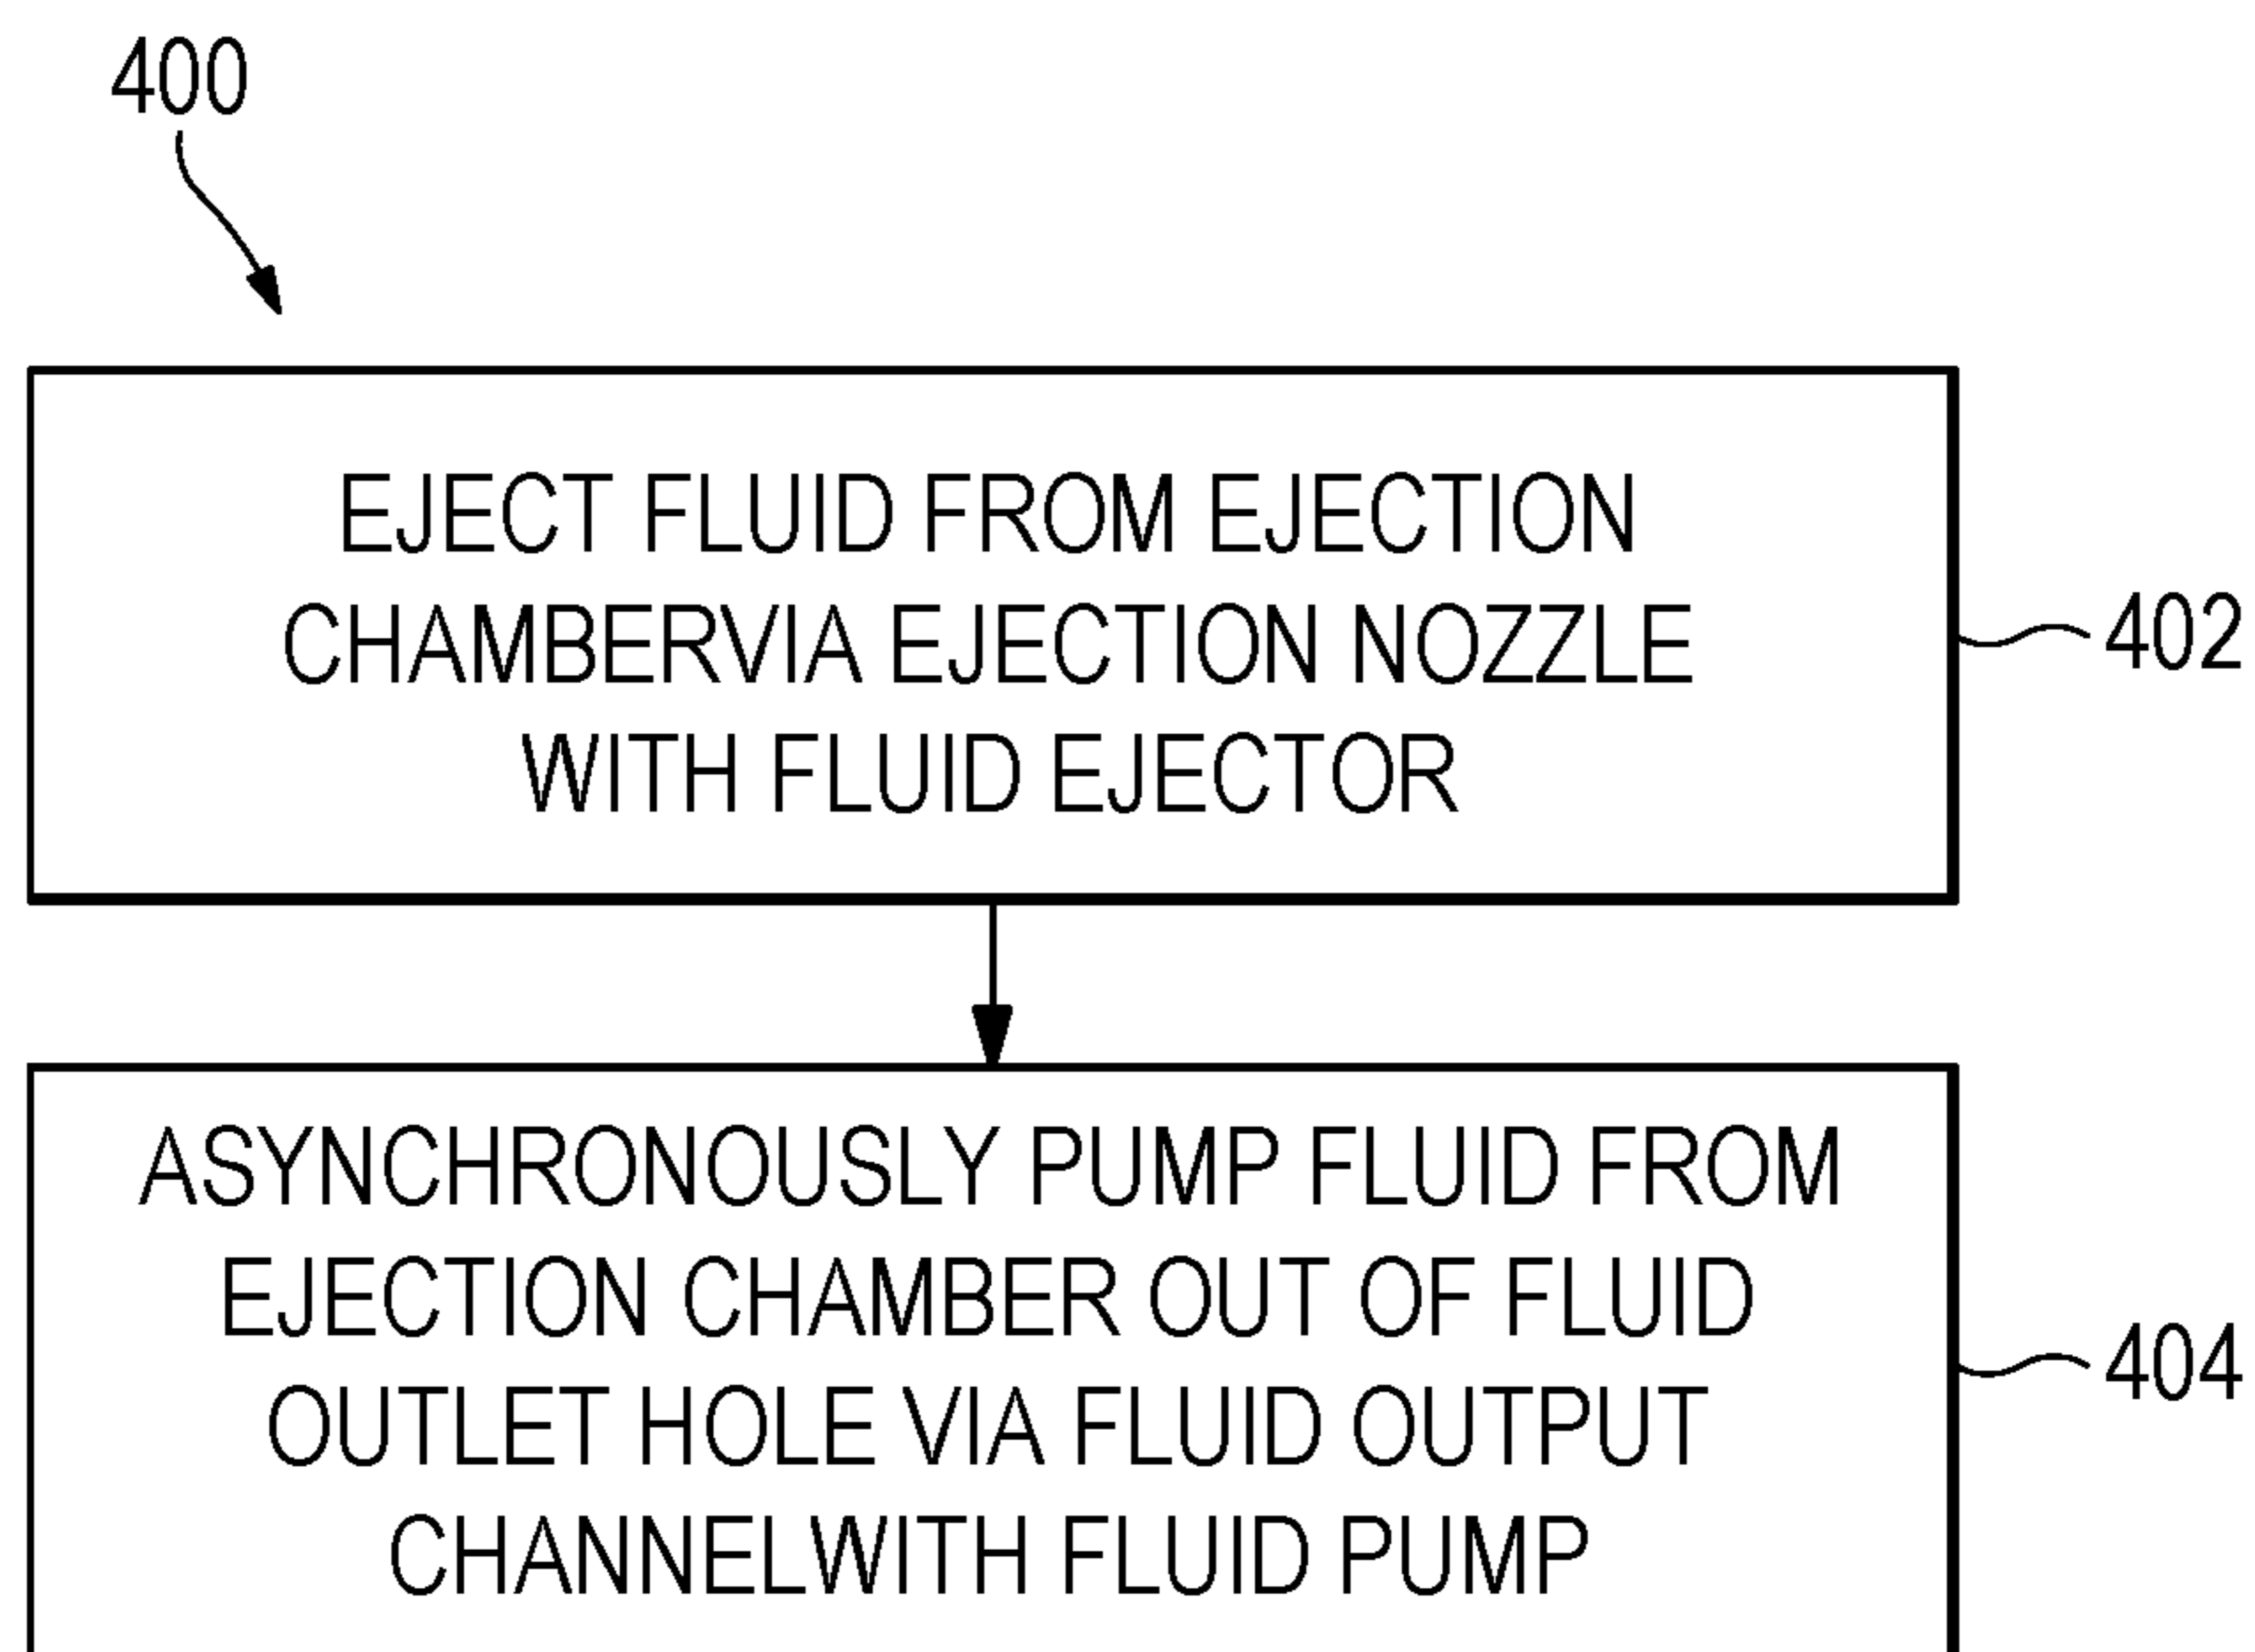 400
EJECT FLUID FROM EJECTION
CHAMBERVIA EJECTION NOZZLE
WITH FLUID EJECTOR
402
ASYNCHRONOUSLY PUMP FLUID FROM
EJECTION CHAMBER OUT OF FLUID
OUTLET HOLE VIA FLUID OUTPUT
CHANNELWITH FLUID PUMP
404